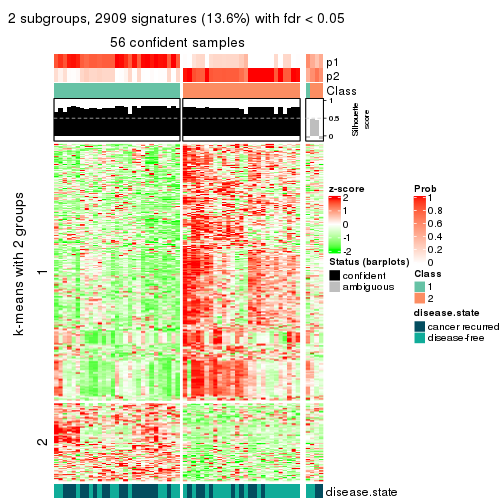 2 subgroups, 2909 signatures (13.6%) with fdr < 0.05
56 confident samples
p1
p2
Class
1
0.5
0
Silhouette
score
k-means with 2 groups
1
2
disease.state
z-score
2
1
0
-1
-2
Status (barplots)
confident
ambiguous
Prob
1
0.8
0.6
0.4
0.2
0
Class
1
2
disease.state
cancer recurred
disease-free